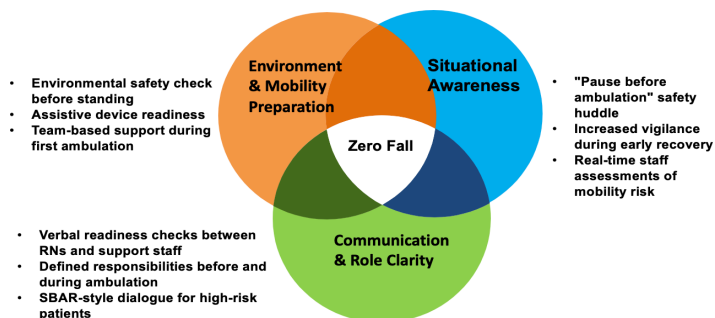 Environment
& Mobility
Preparation
Situational
Awareness
Zero Fall
Communication
& Role Clarity
• Environmental safety check
before standing
• Assistive device readiness
• Team-based support during
first ambulation
• "Pause before
ambulation" safety
huddle
• Increased vigilance
during early recovery
• Real-time staff
assessments of
mobility risk
• Verbal readiness checks between
RNs and support staff
• Defined responsibilities before and
during ambulation
• SBAR-style dialogue for high-risk
patients